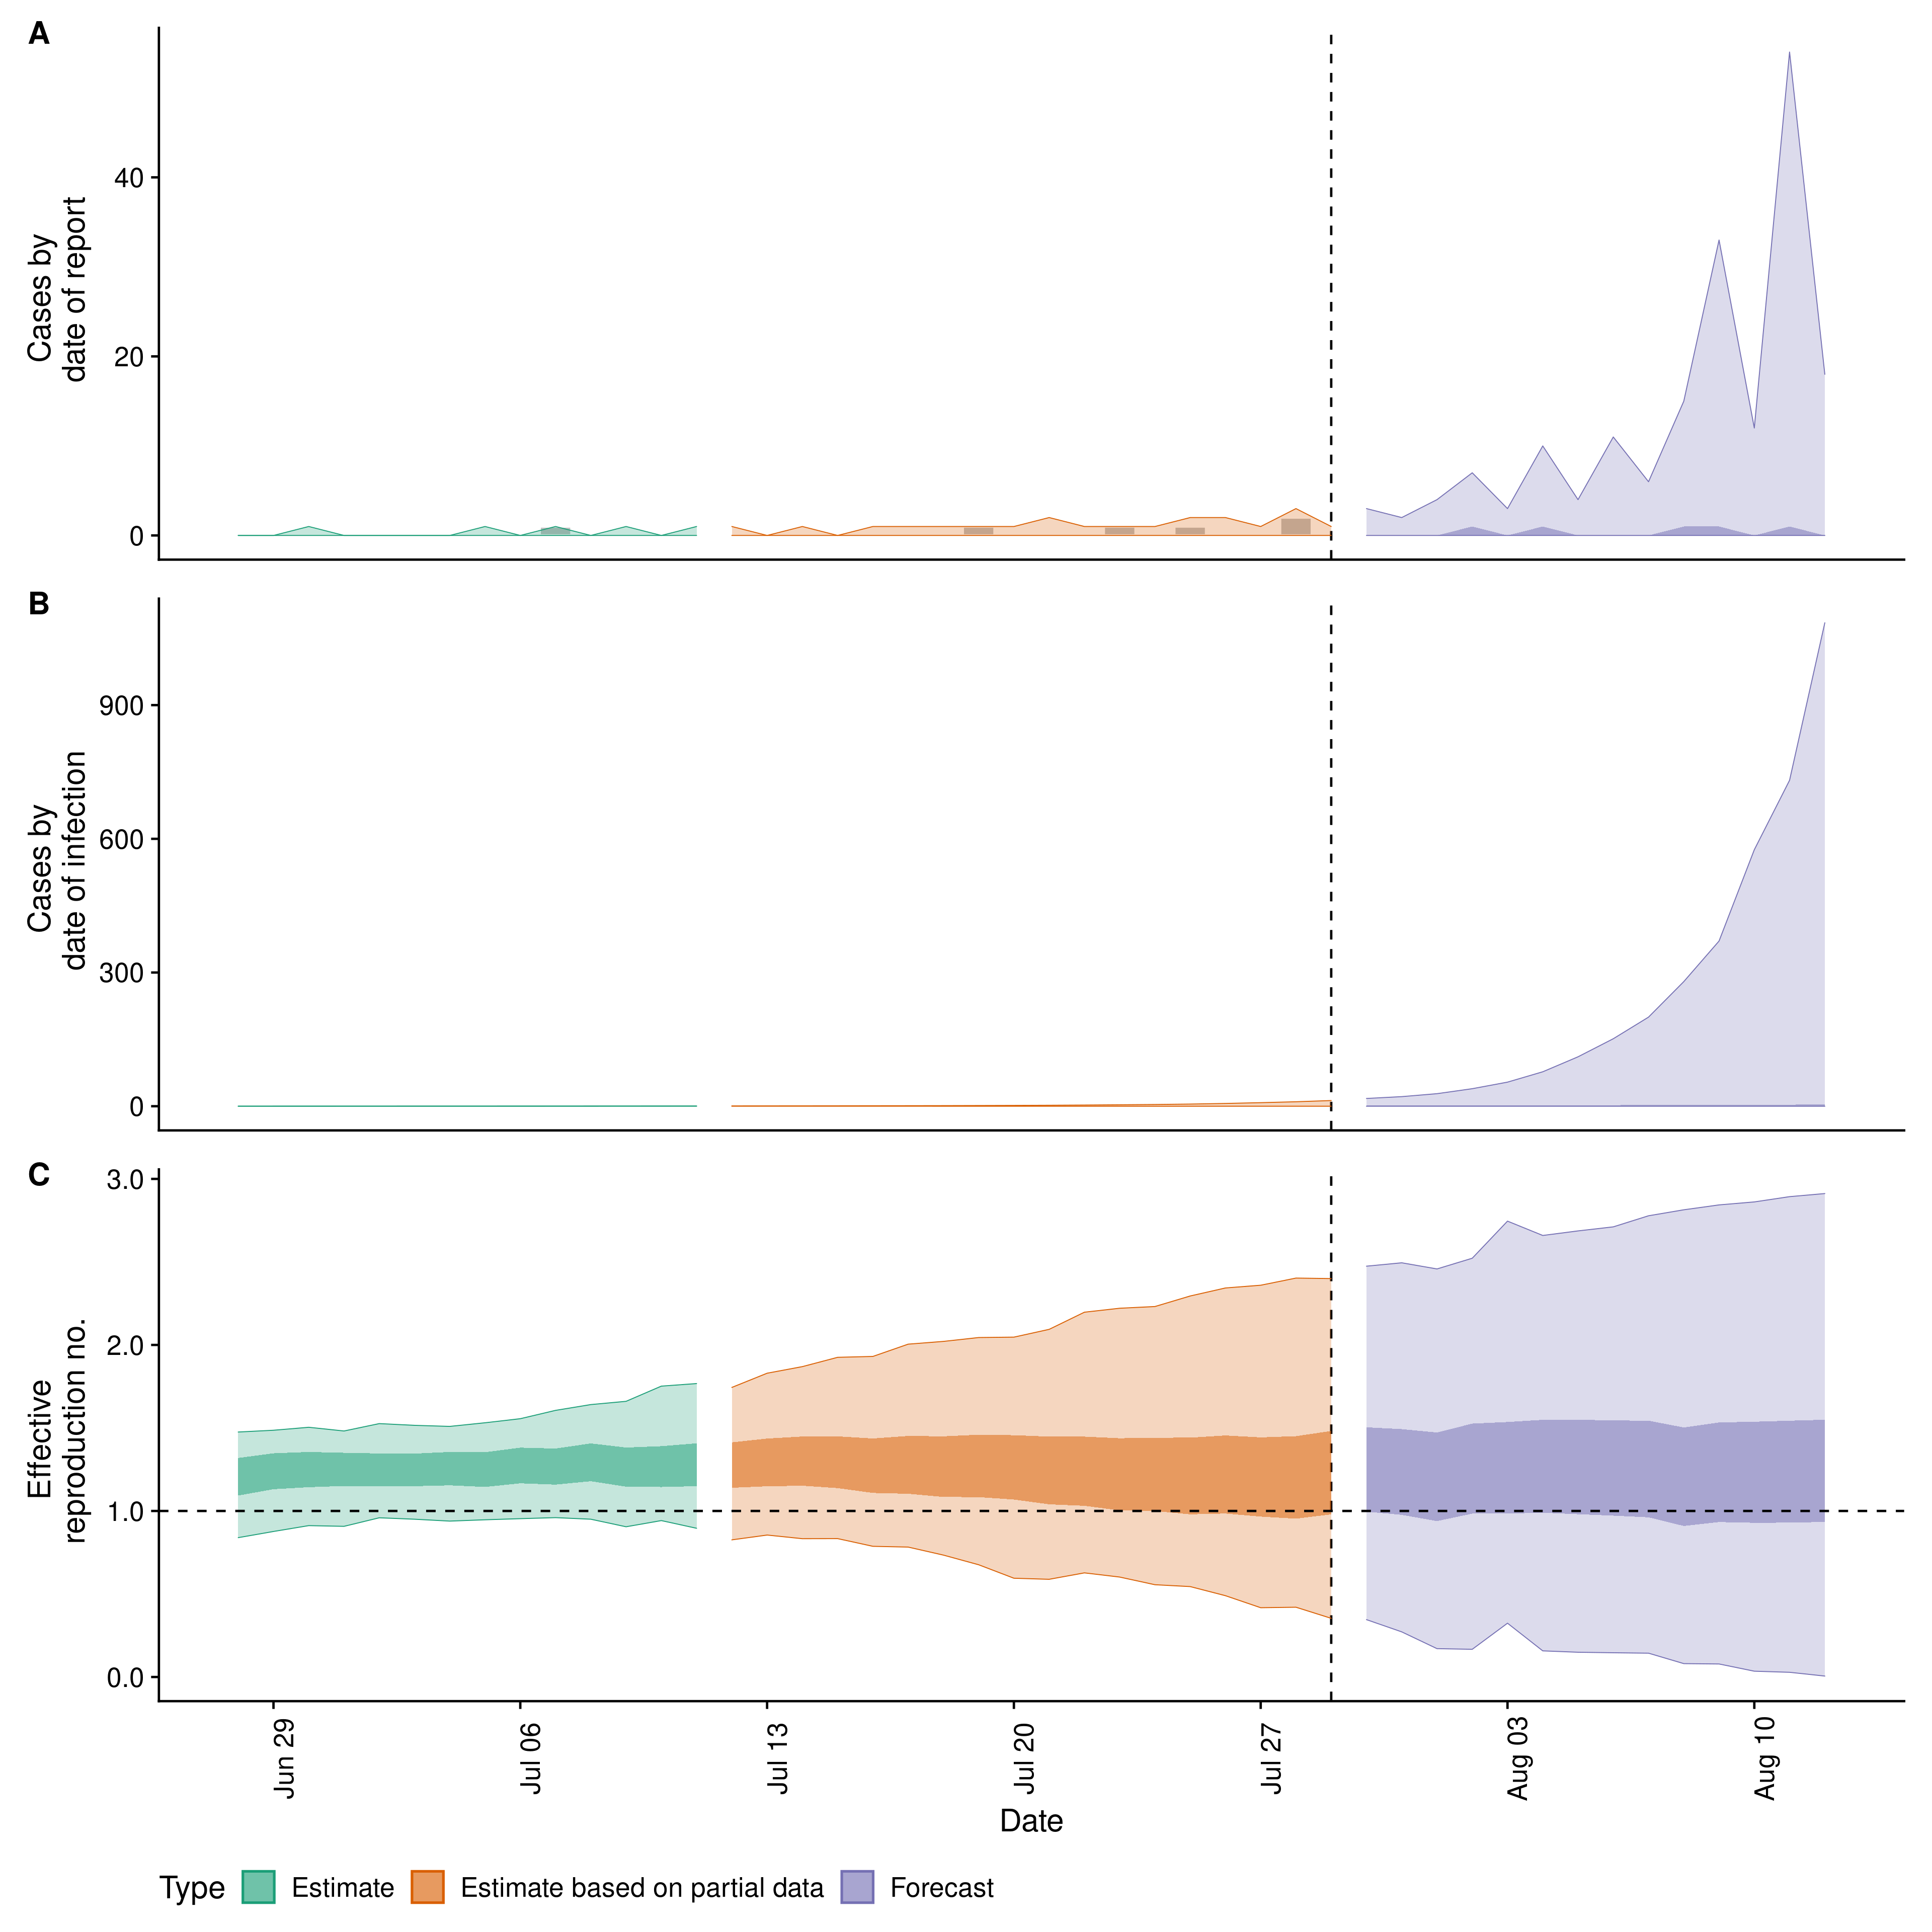 A
Cases by
date of report
40
20
0
B
Cases by
date of infection
900
600
300
0
C
Effective
reproduction no.
3.0
2.0
1.0
0.0
Jun 29
Jul 06
Jul 13
Jul 20
Jul 27
Aug 03
Aug 10
Date
Type Estimate Estimate based on partial data Forecast